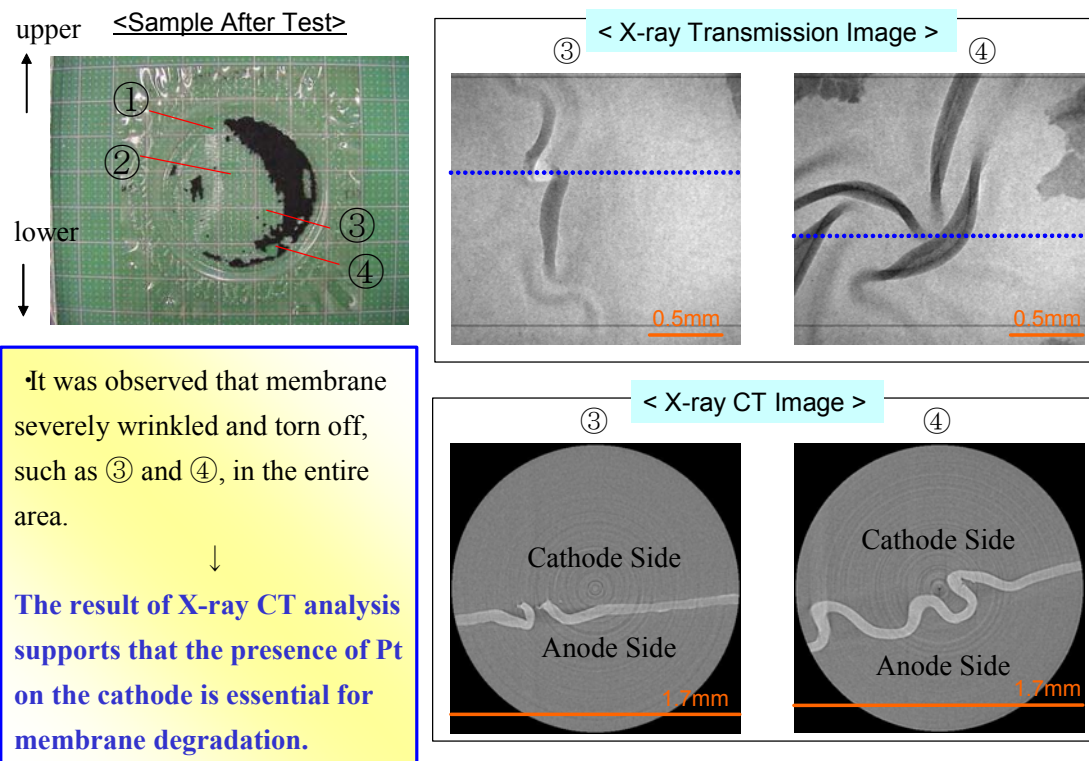 <Sample After Test>
upper
lower
①
②
③
④
< X-ray Transmission Image >
③
④
0.5mm
0.5mm
・It was observed that membrane
severely wrinkled and torn off,
such as ③ and ④, in the entire
area.
↓
The result of X-ray CT analysis
supports that the presence of Pt
on the cathode is essential for
membrane degradation.
< X-ray CT Image >
③
④
Cathode Side
Anode Side
1.7mm
Cathode Side
Anode Side
1.7mm